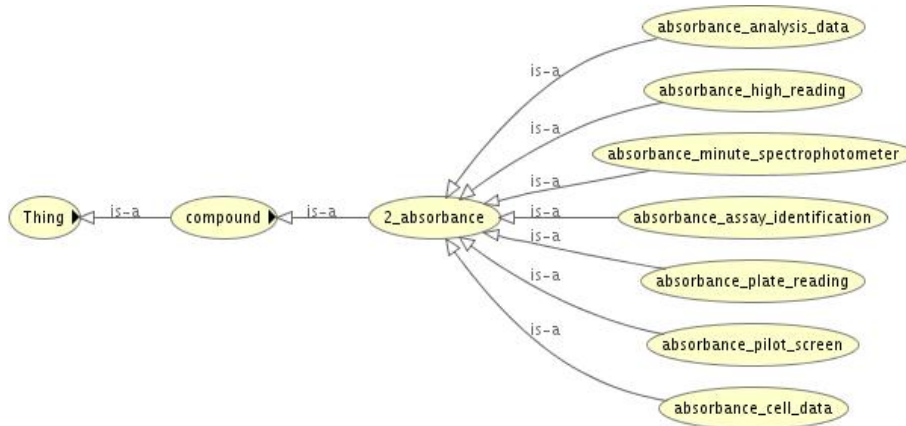 absorbance_analysis_data
is-a
absorbance_high_reading
is-a
absorbance_minute_spectrophotometer
is-a
Thing
is-a
compound
is-a
2_absorbance
is-a
absorbance_assay_identification
is-a
absorbance_plate_reading
is-a
absorbance_pilot_screen
is-a
absorbance_cell_data